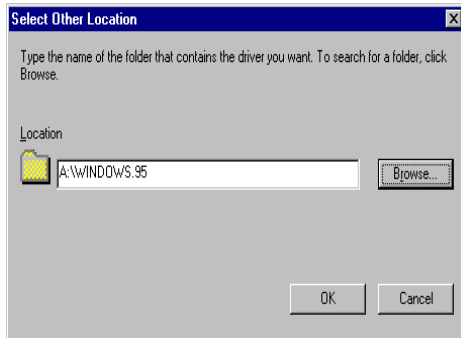 Select Other Location
Type the name of the folder that contains the driver you want. To search for a folder, click
Browse.
Location
A:\WINDOWS.95
Browse...
OK
Cancel